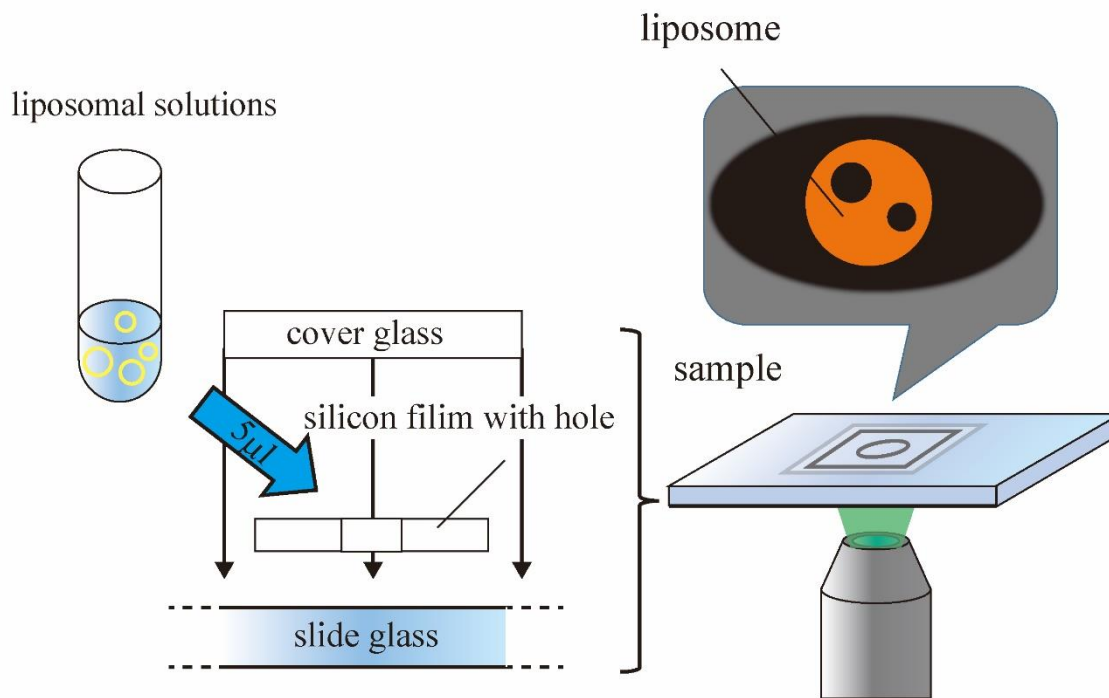 liposome
liposomal solutions
cover glass
sample
silicon filim with hole
5μl
slide glass